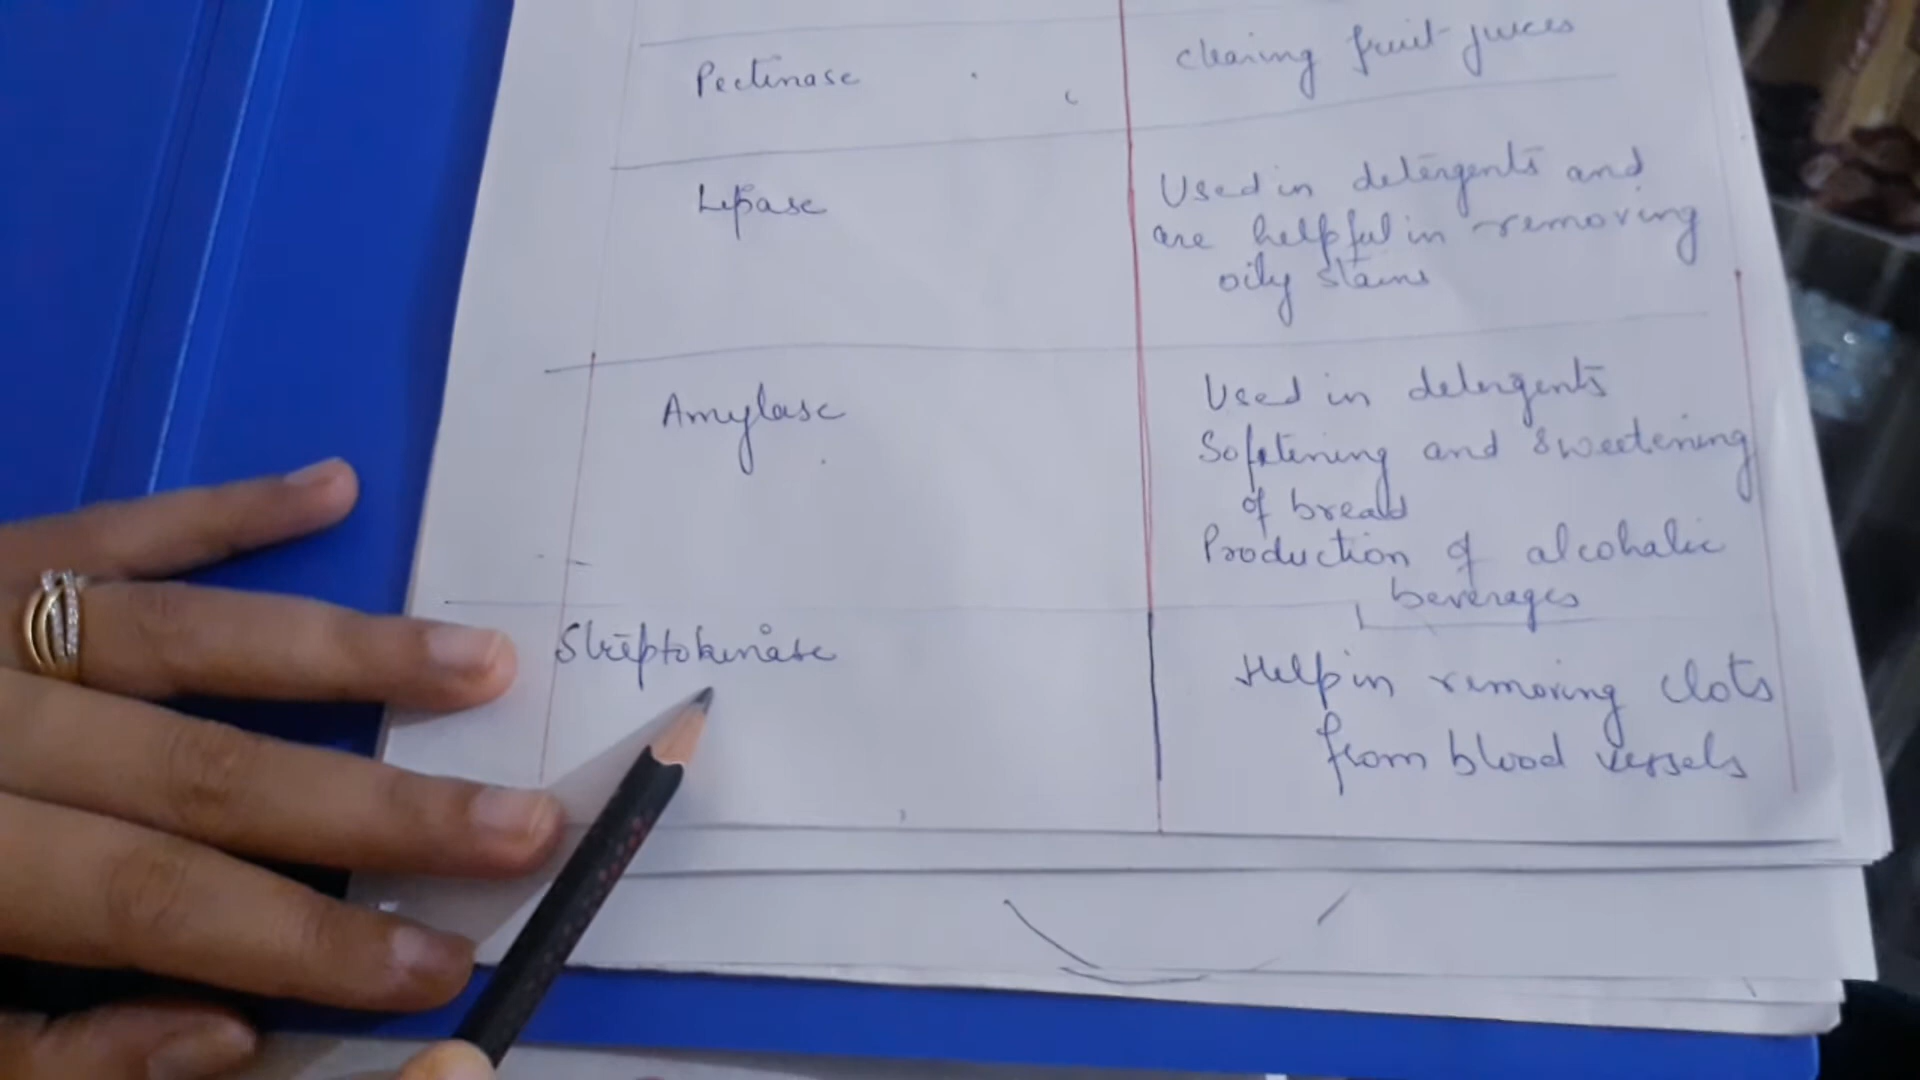 Pectinase
clearing fruit juices
Lipase
Used in detergents and
are helpful in removing
oily stains
Amylase
Used in detergents
Softening and sweetening
of bread
Production of alcoholic
beverages
Streptokinase
Help in removing clots
from blood vessels